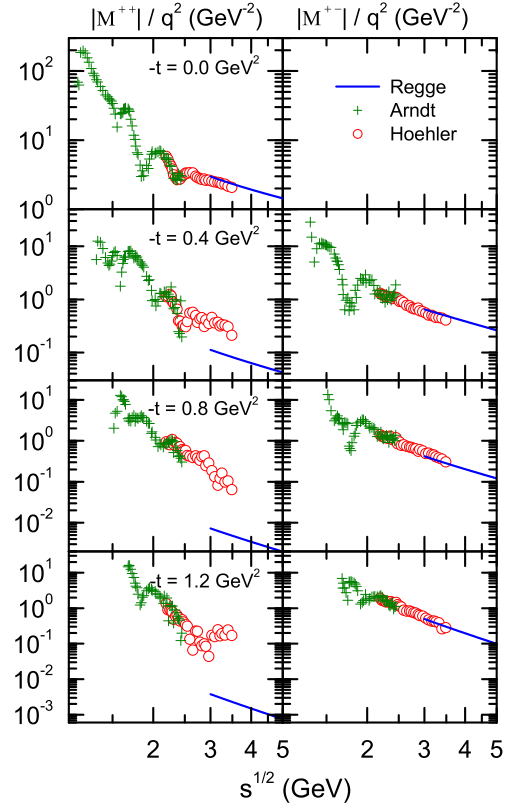 |M⁺⁺| / q² (GeV⁻²) |M⁺⁻| / q² (GeV⁻²)
-t = 0.0 GeV²
10²
10¹
10⁰
Regge
Arndt
Hoehler
-t = 0.4 GeV²
10¹
10⁰
10⁻¹
-t = 0.8 GeV²
10¹
10⁰
10⁻¹
10⁻²
-t = 1.2 GeV²
10¹
10⁰
10⁻¹
10⁻²
10⁻³
2 3 4 5 2 3 4 5
s¹ᐟ² (GeV)